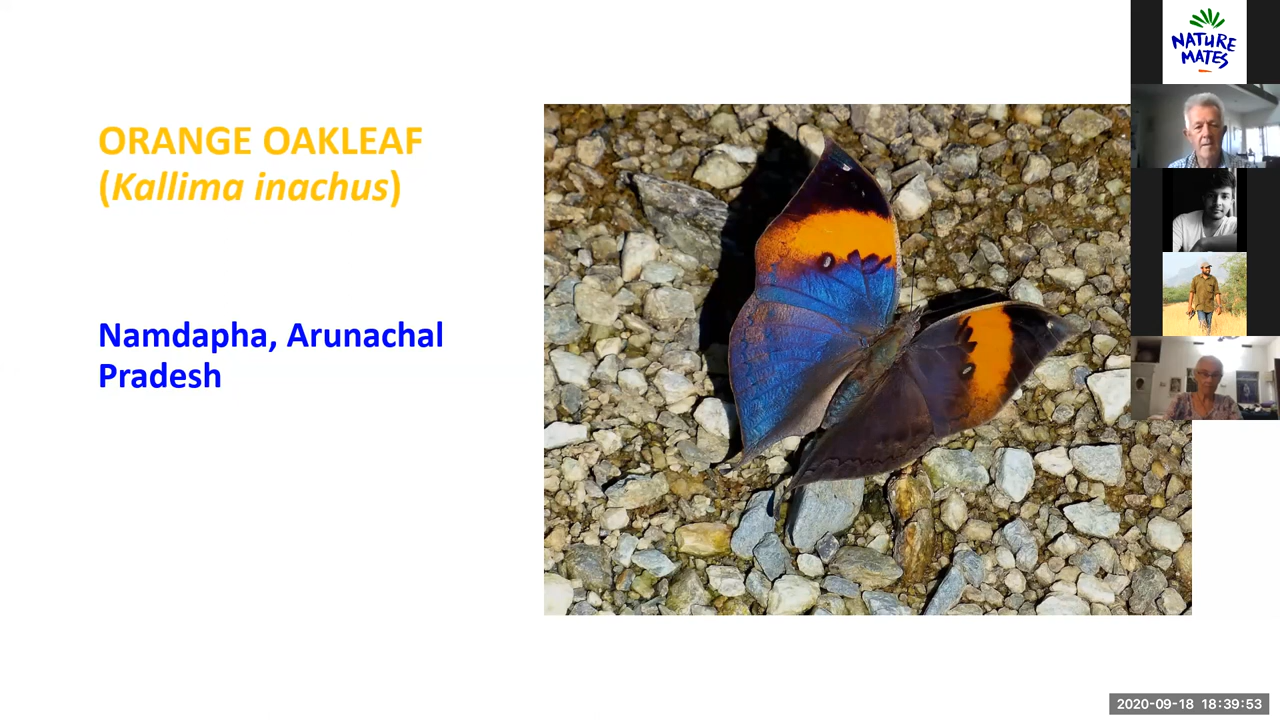 ORANGE OAKLEAF
(Kallima inachus)
Namdapha, Arunachal
Pradesh
NATURE
MATES
2020-09-18 18:39:53